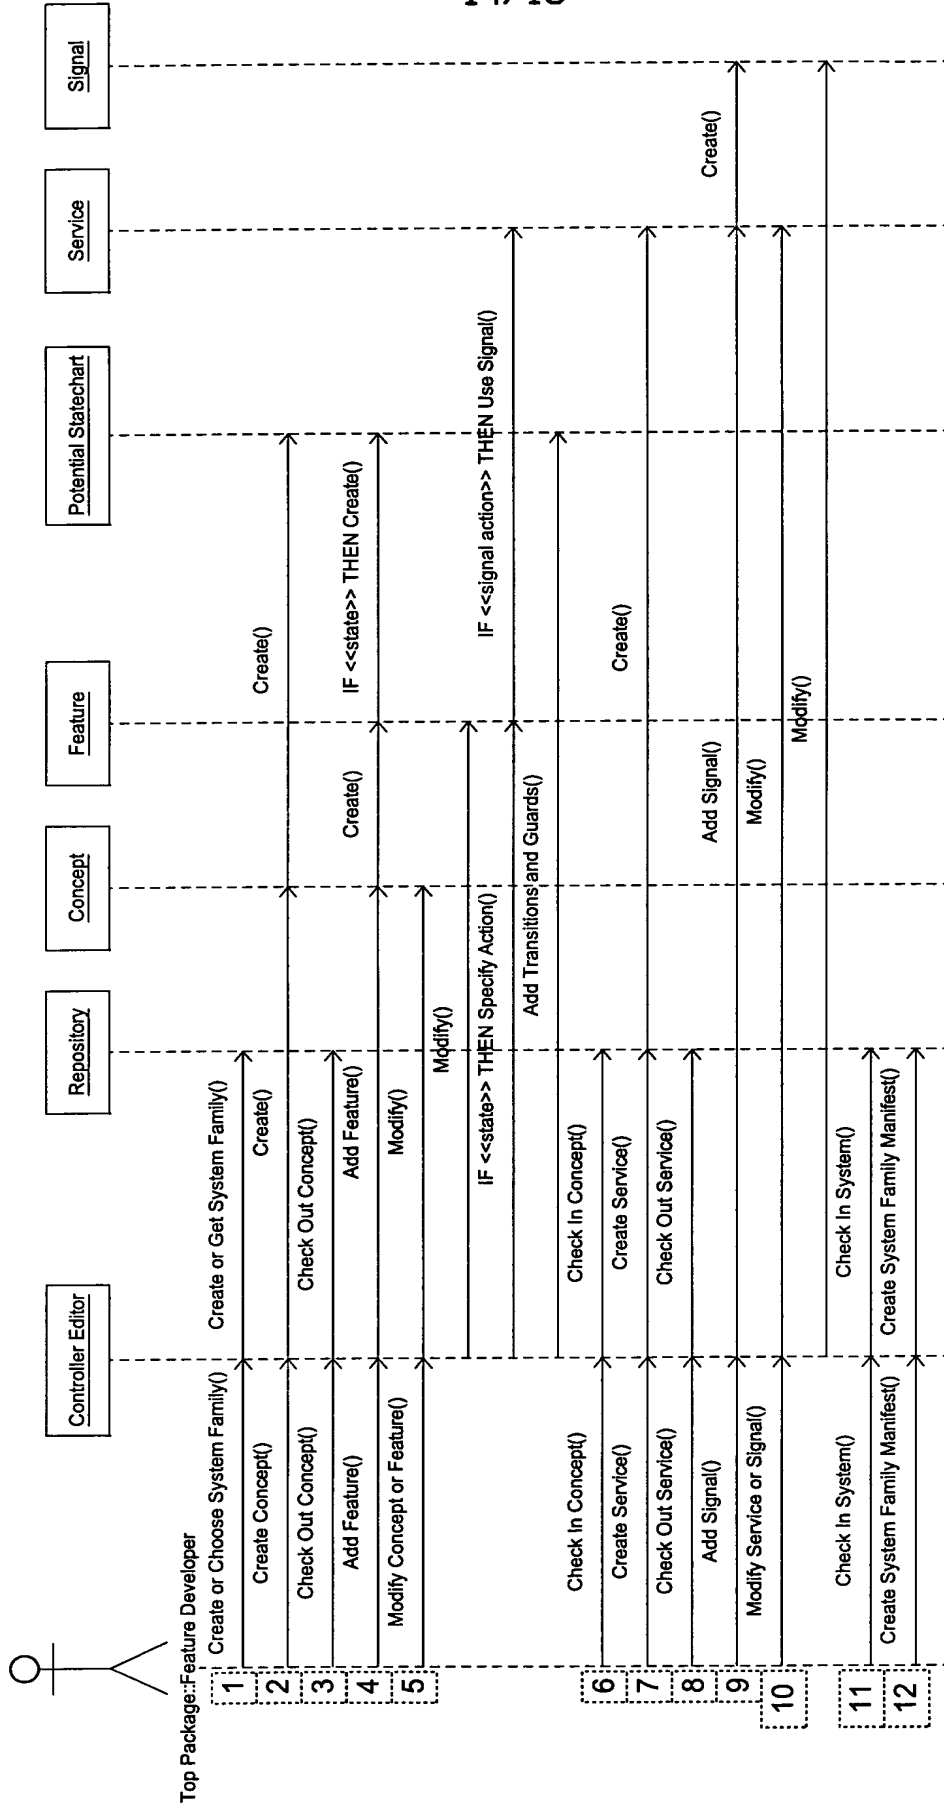 Top Package::Feature Developer
Controller Editor
Repository
Concept
Feature
Potential Statechart
Service
Signal
1
Create or Choose System Family()
Create or Get System Family()
2
Create Concept()
Create()
Create()
3
Check Out Concept()
Check Out Concept()
4
Add Feature()
Add Feature()
Create()
IF <<state>> THEN Create()
5
Modify Concept or Feature()
Modify()
Modify()
IF <<state>> THEN Specify Action()
IF <<signal action>> THEN Use Signal()
Add Transitions and Guards()
6
Check In Concept()
Check In Concept()
7
Create Service()
Create Service()
Create()
8
Check Out Service()
Check Out Service()
9
Add Signal()
Add Signal()
Create()
10
Modify Service or Signal()
Modify()
Modify()
11
Check In System()
Check In System()
12
Create System Family Manifest()
Create System Family Manifest()